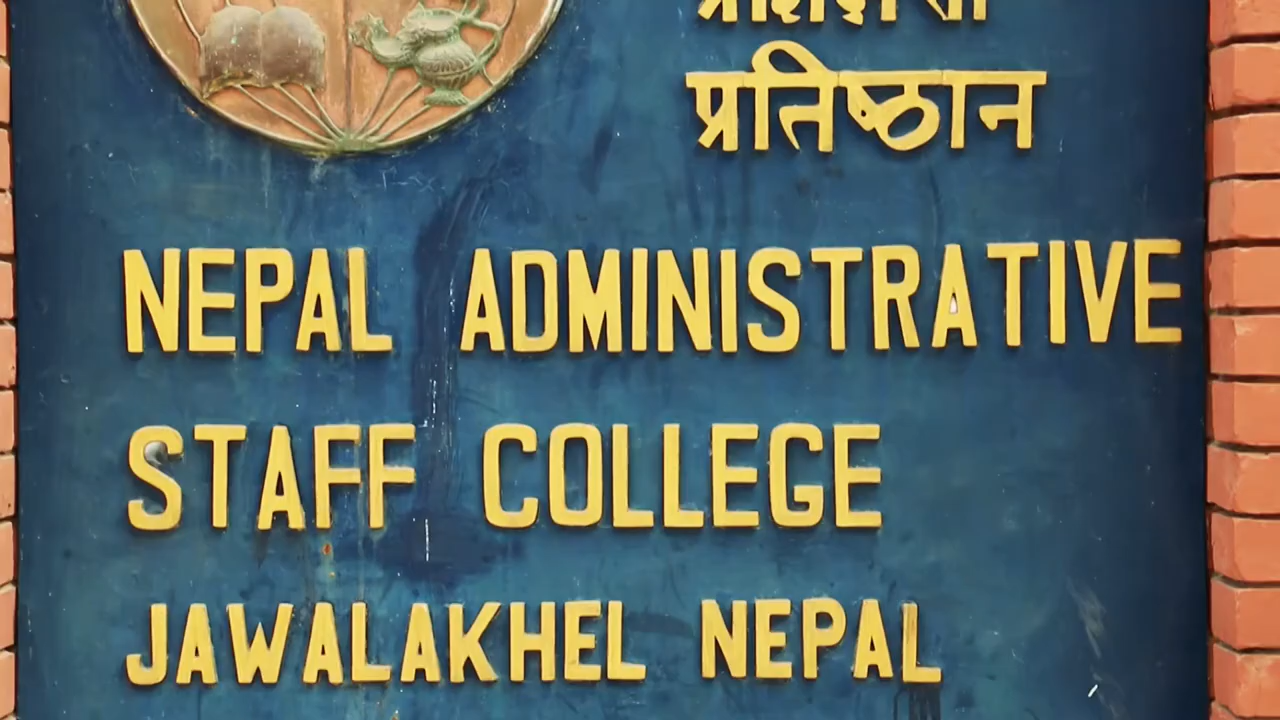 प्रतिष्ठान
NEPAL ADMINISTRATIVE
STAFF COLLEGE
JAWALAKHEL NEPAL